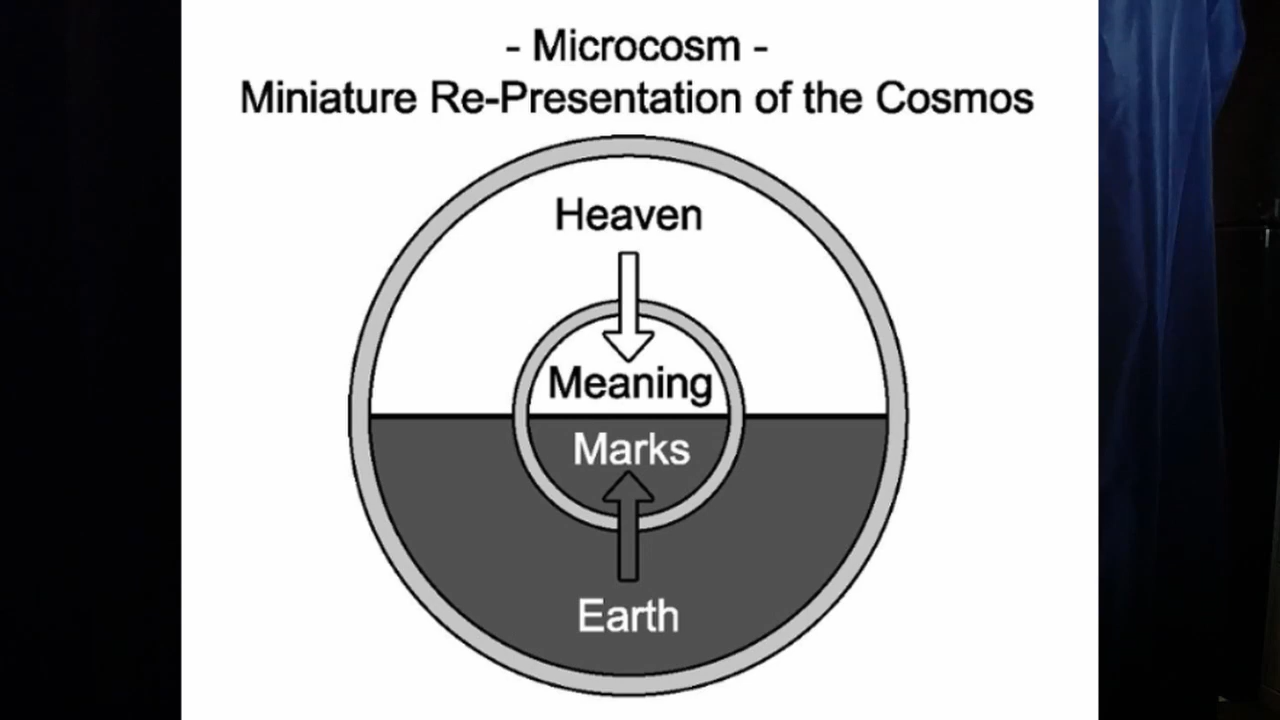 - Microcosm -
Miniature Re-Presentation of the Cosmos
Heaven
Meaning
Marks
Earth